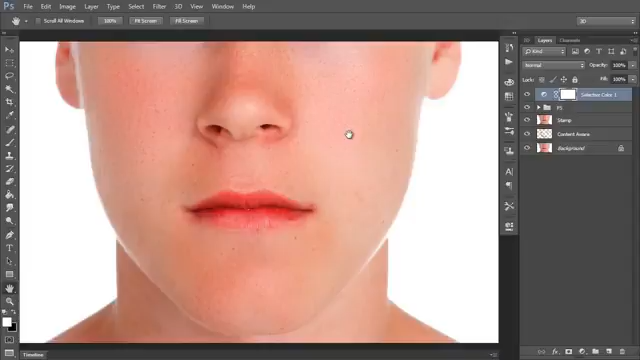 Ps File Edit Image Layer Type Select Filter 3D View Window Help
Scroll All Windows 100% Fit Screen Fill Screen 3D
Layers Channels
Kind
Normal Opacity: 100%
Lock: Fill: 100%
Selective Color 1
FS
Stamp
Content Aware
Background
Timeline